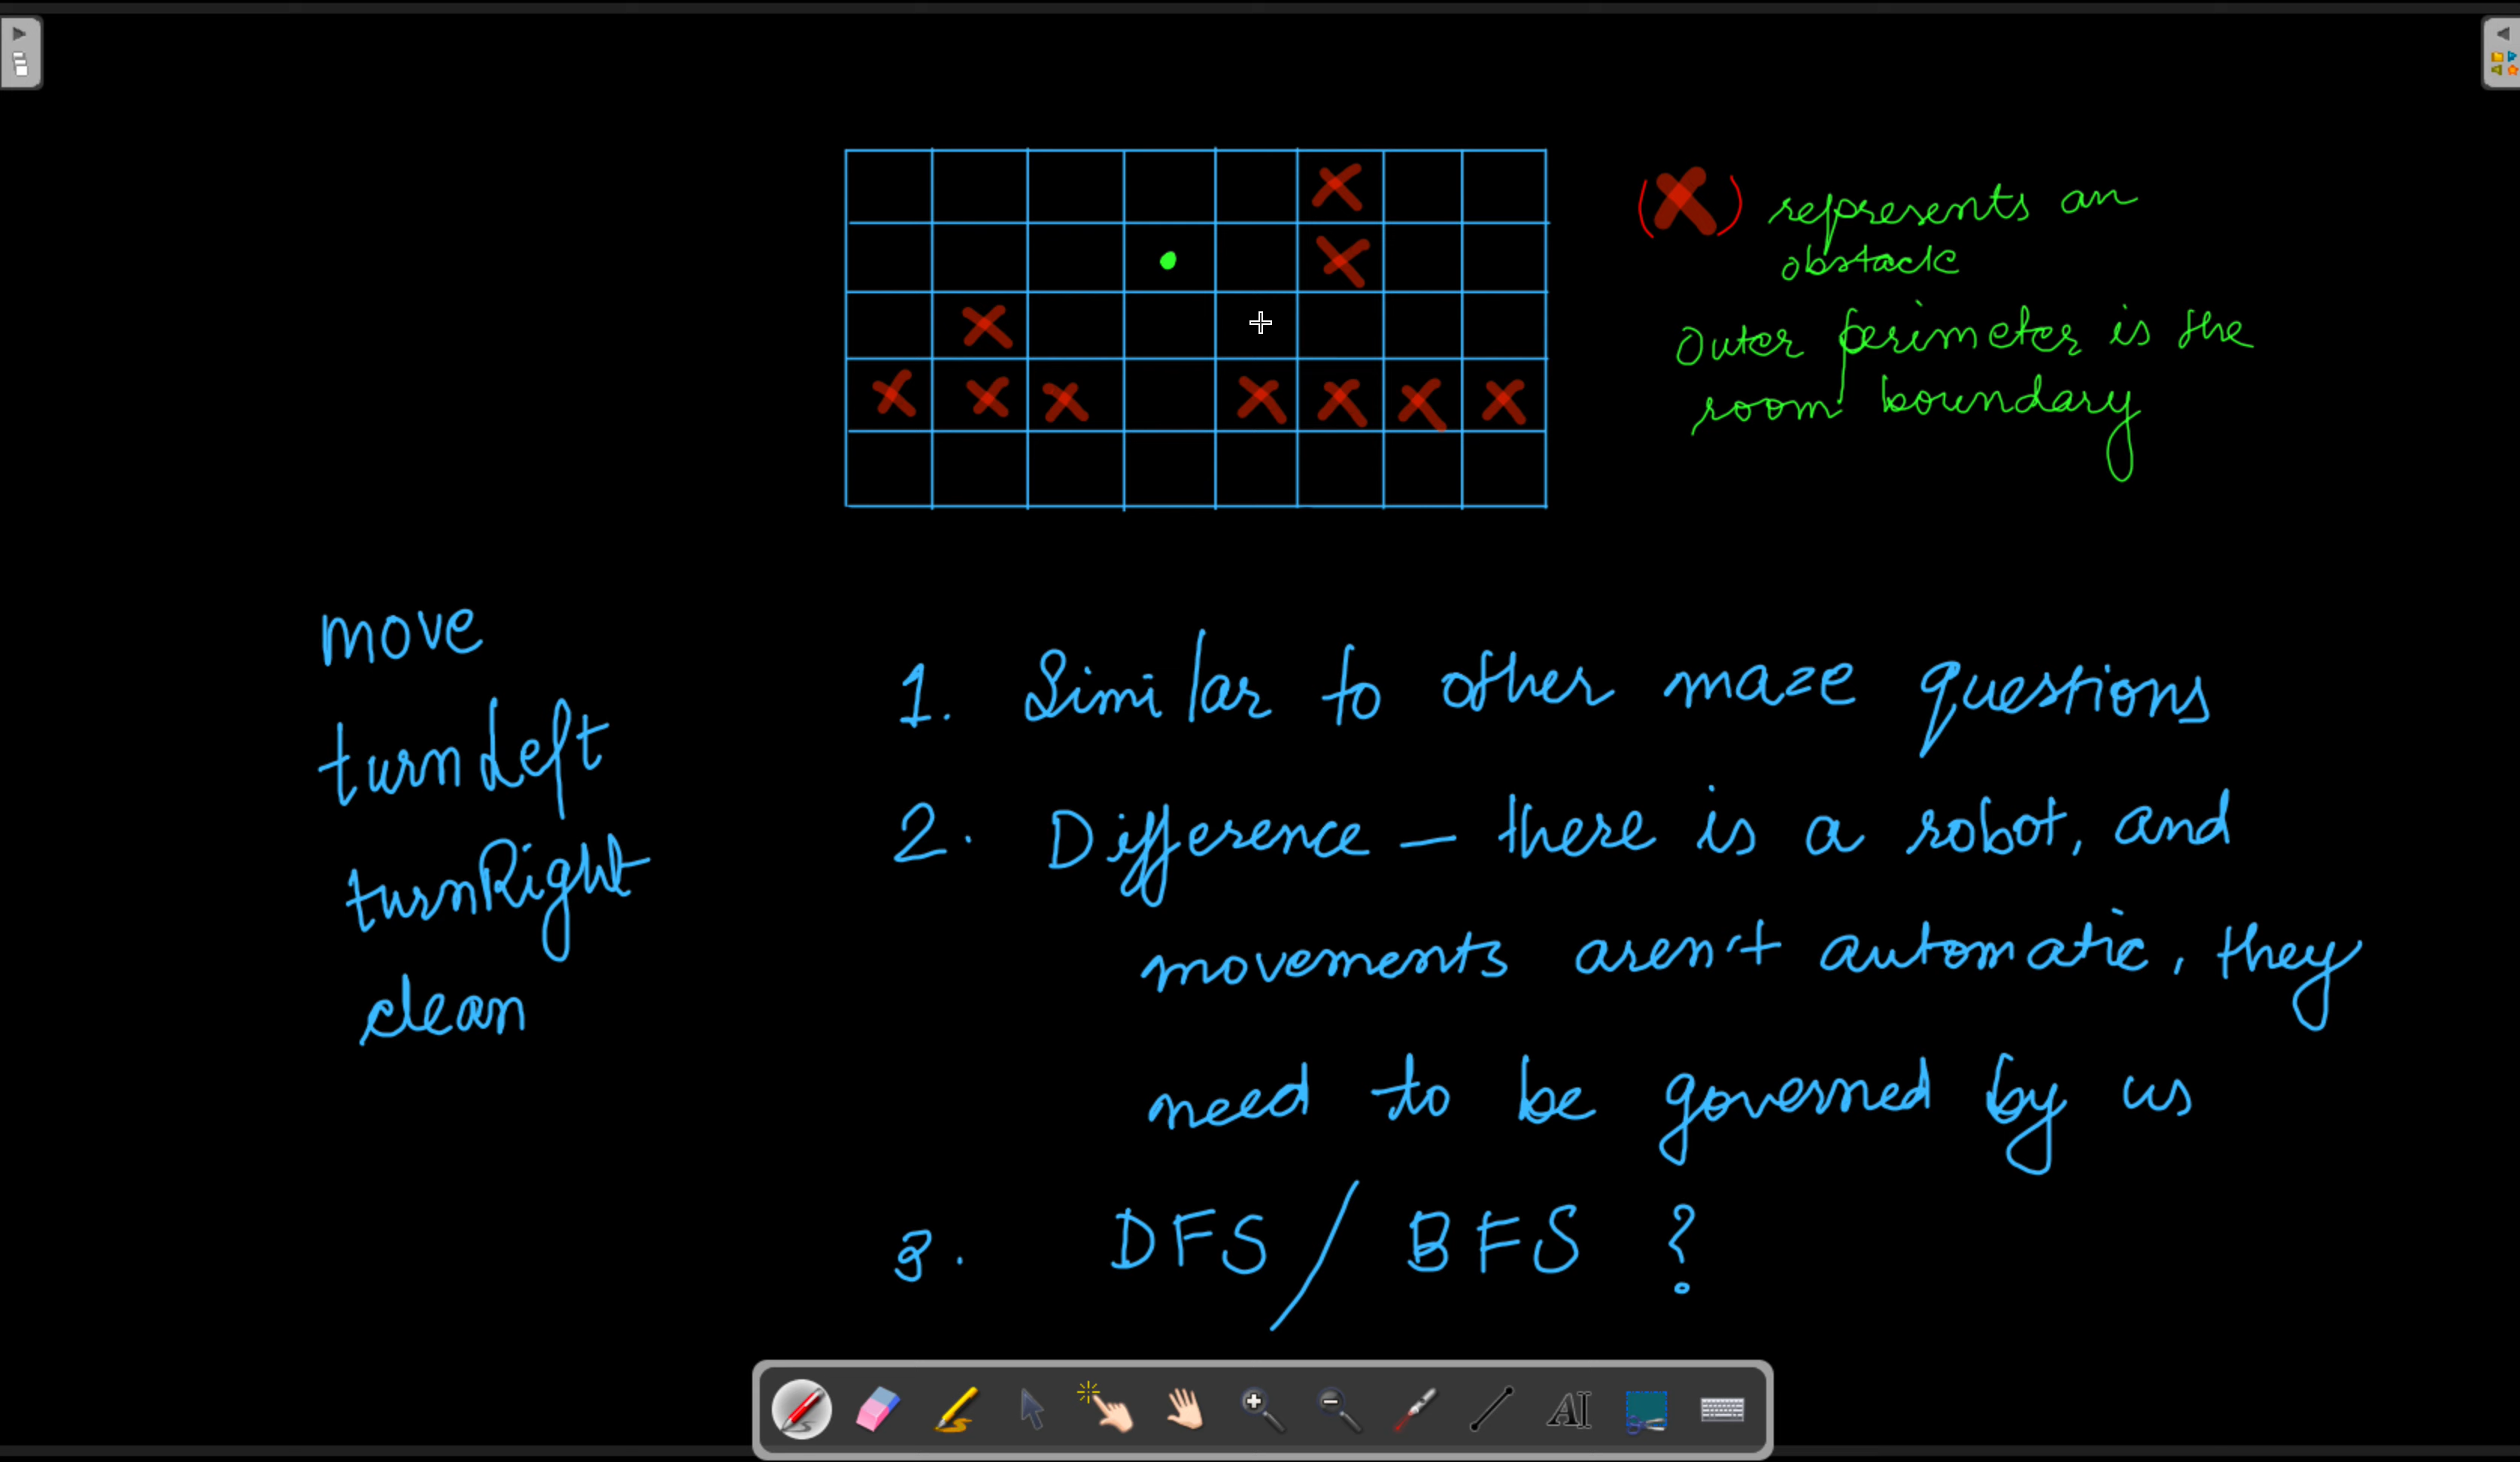 represents an
obstacle
Outer perimeter is the
room boundary
move
turnLeft
turnRight
clean
1. Similar to other maze questions
2. Difference — there is a robot, and
movements aren't automatic, they
need to be governed by us
3. DFS / BFS ?